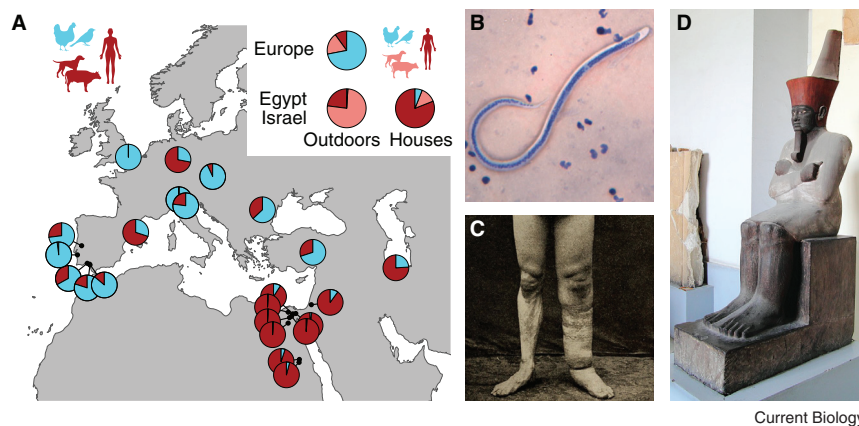 A
Europe
Egypt
Israel
Outdoors
Houses
B
C
D
Current Biology